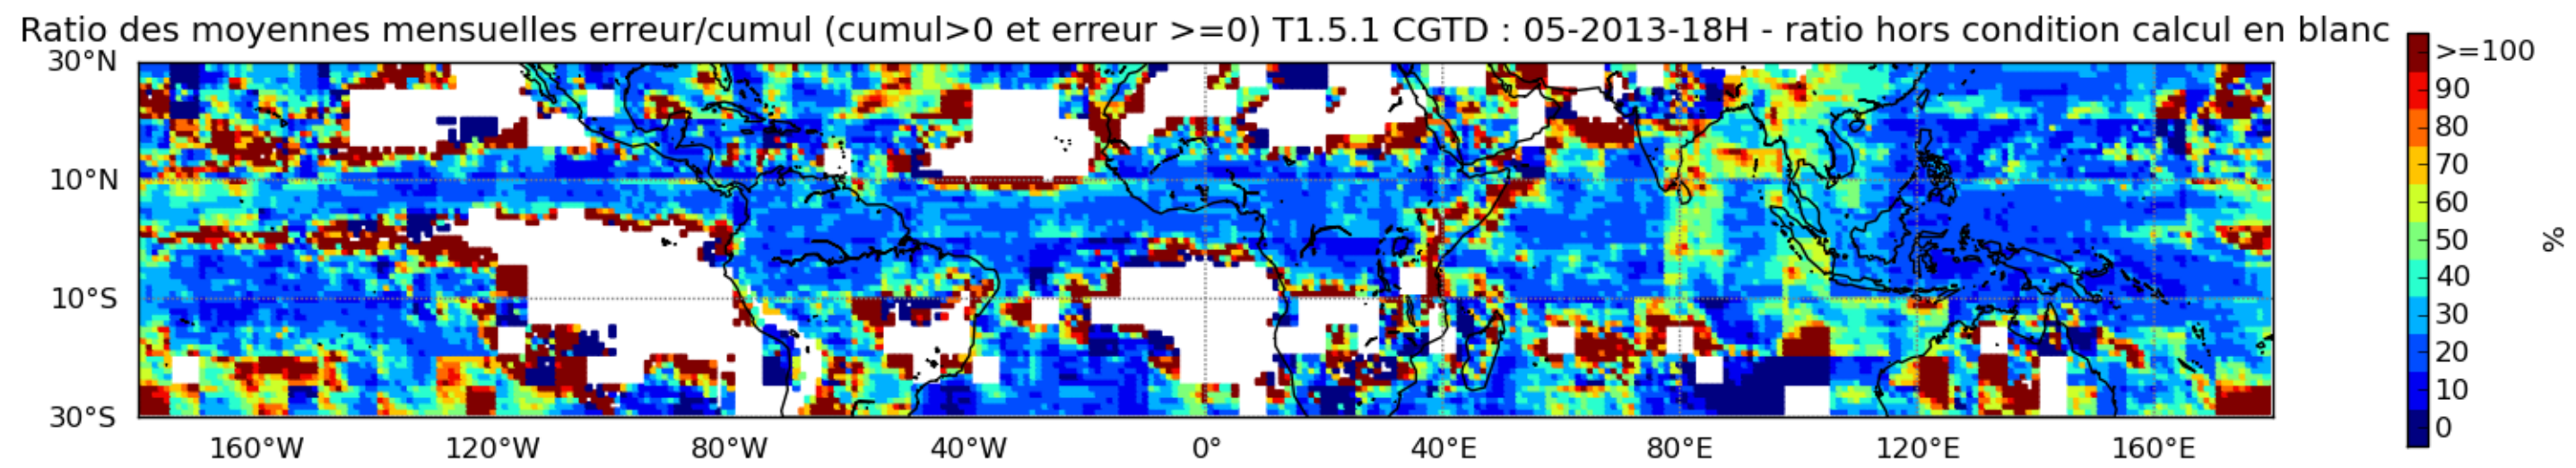 Ratio des moyennes mensuelles erreur/cumul (cumul>0 et erreur >=0) T1.5.1 CGTD : 05-2013-18H - ratio hors condition calcul en blanc
30°N
10°N
10°S
30°S
160°W 120°W 80°W 40°W 0° 40°E 80°E 120°E 160°E
>=100
90
80
70
60
50
40
30
20
10
0
%